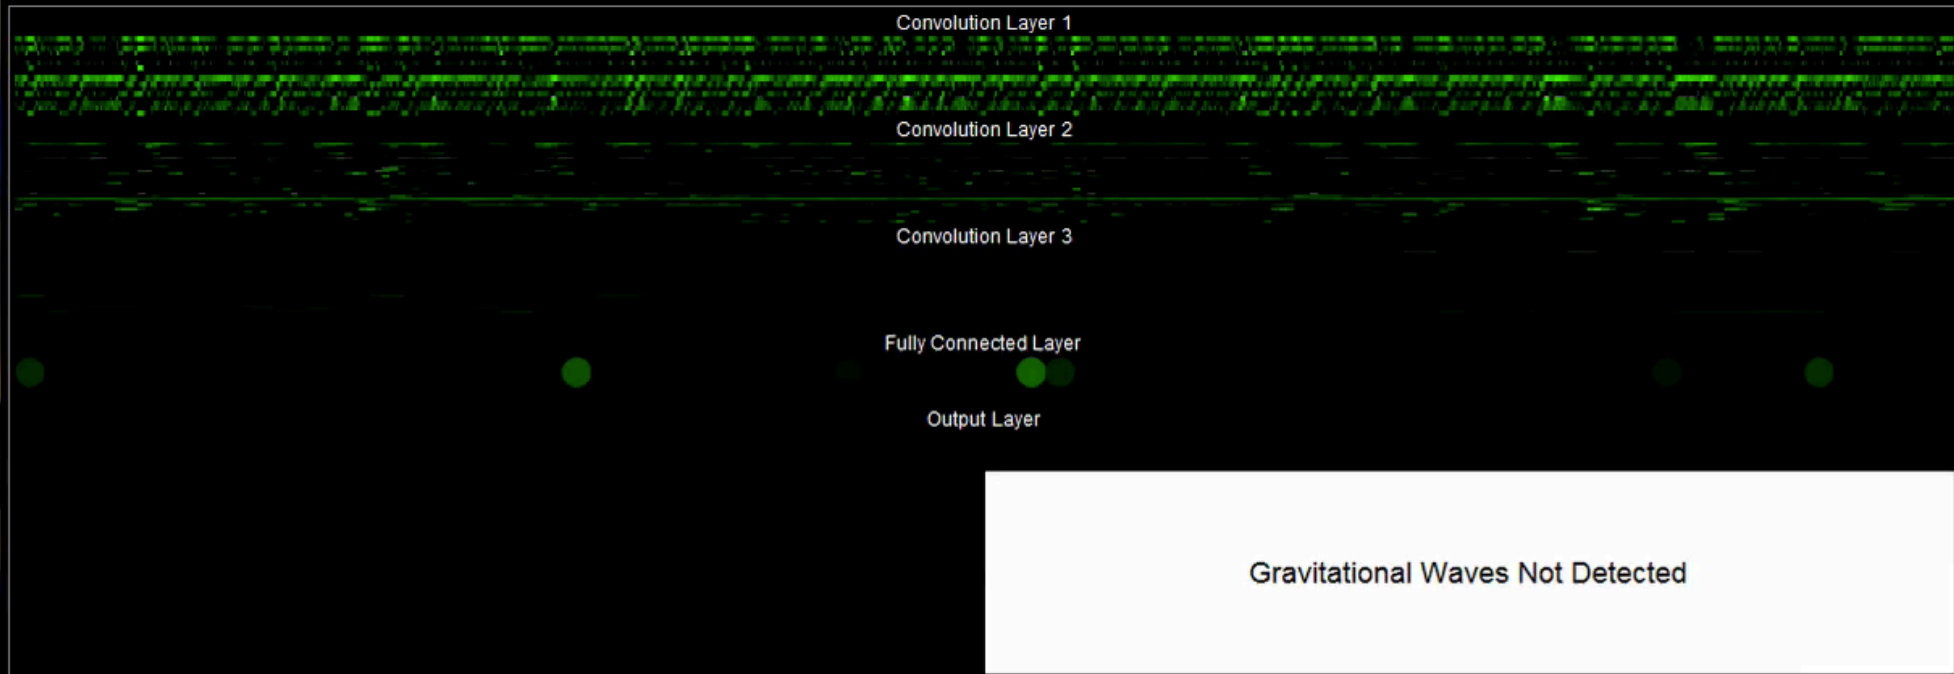 Convolution Layer 1
Convolution Layer 2
Convolution Layer 3
Fully Connected Layer
Output Layer
Gravitational Waves Not Detected